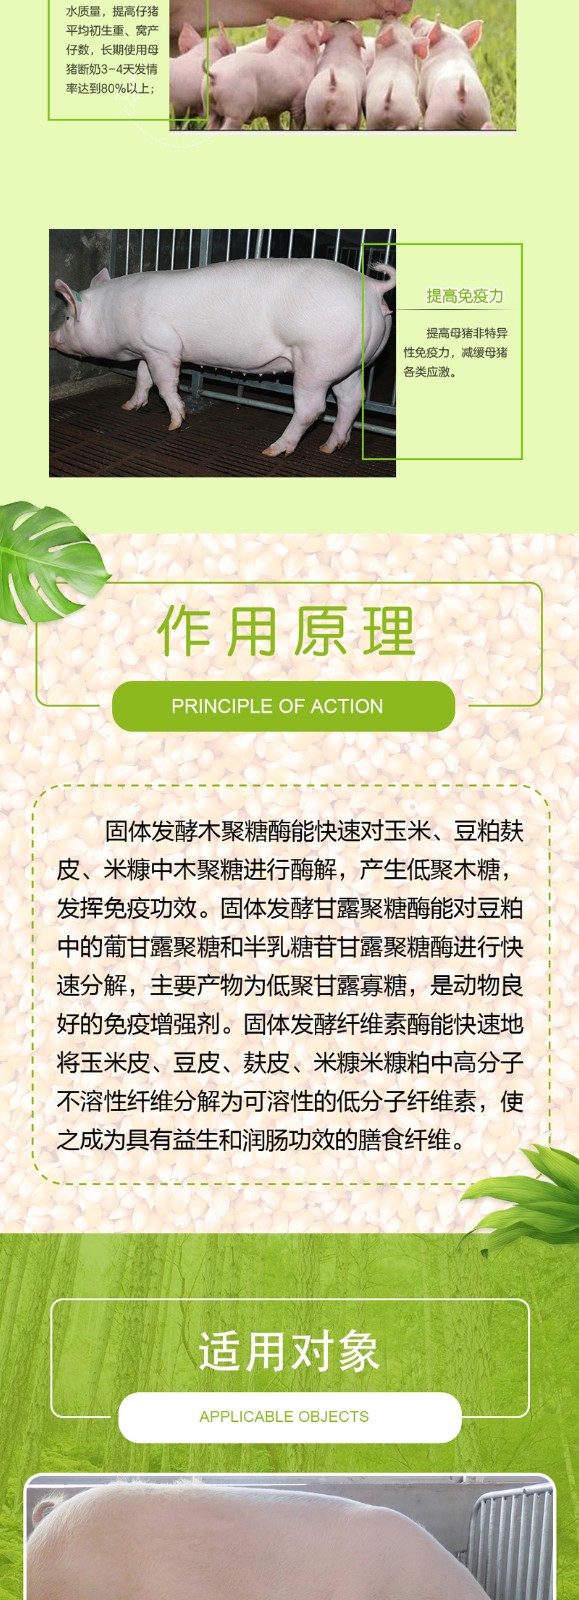 水质量，提高仔猪
平均初生重、窝产
仔数，长期使用母
猪断奶3-4天发情
率达到80%以上；
提高免疫力
提高母猪非特异
性免疫力，减缓母猪
各类应激。
作用原理
PRINCIPLE OF ACTION
固体发酵木聚糖酶能快速对玉米、豆粕麸
皮、米糠中木聚糖进行酶解，产生低聚木糖，
发挥免疫功效。固体发酵甘露聚糖酶能对豆粕
中的葡甘露聚糖和半乳糖苷甘露聚糖酶进行快
速分解，主要产物为低聚甘露寡糖，是动物良
好的免疫增强剂。固体发酵纤维素酶能快速地
将玉米皮、豆皮、麸皮、米糠米糠粕中高分子
不溶性纤维分解为可溶性的低分子纤维素，使
之成为具有益生和润肠功效的膳食纤维。
适用对象
APPLICABLE OBJECTS